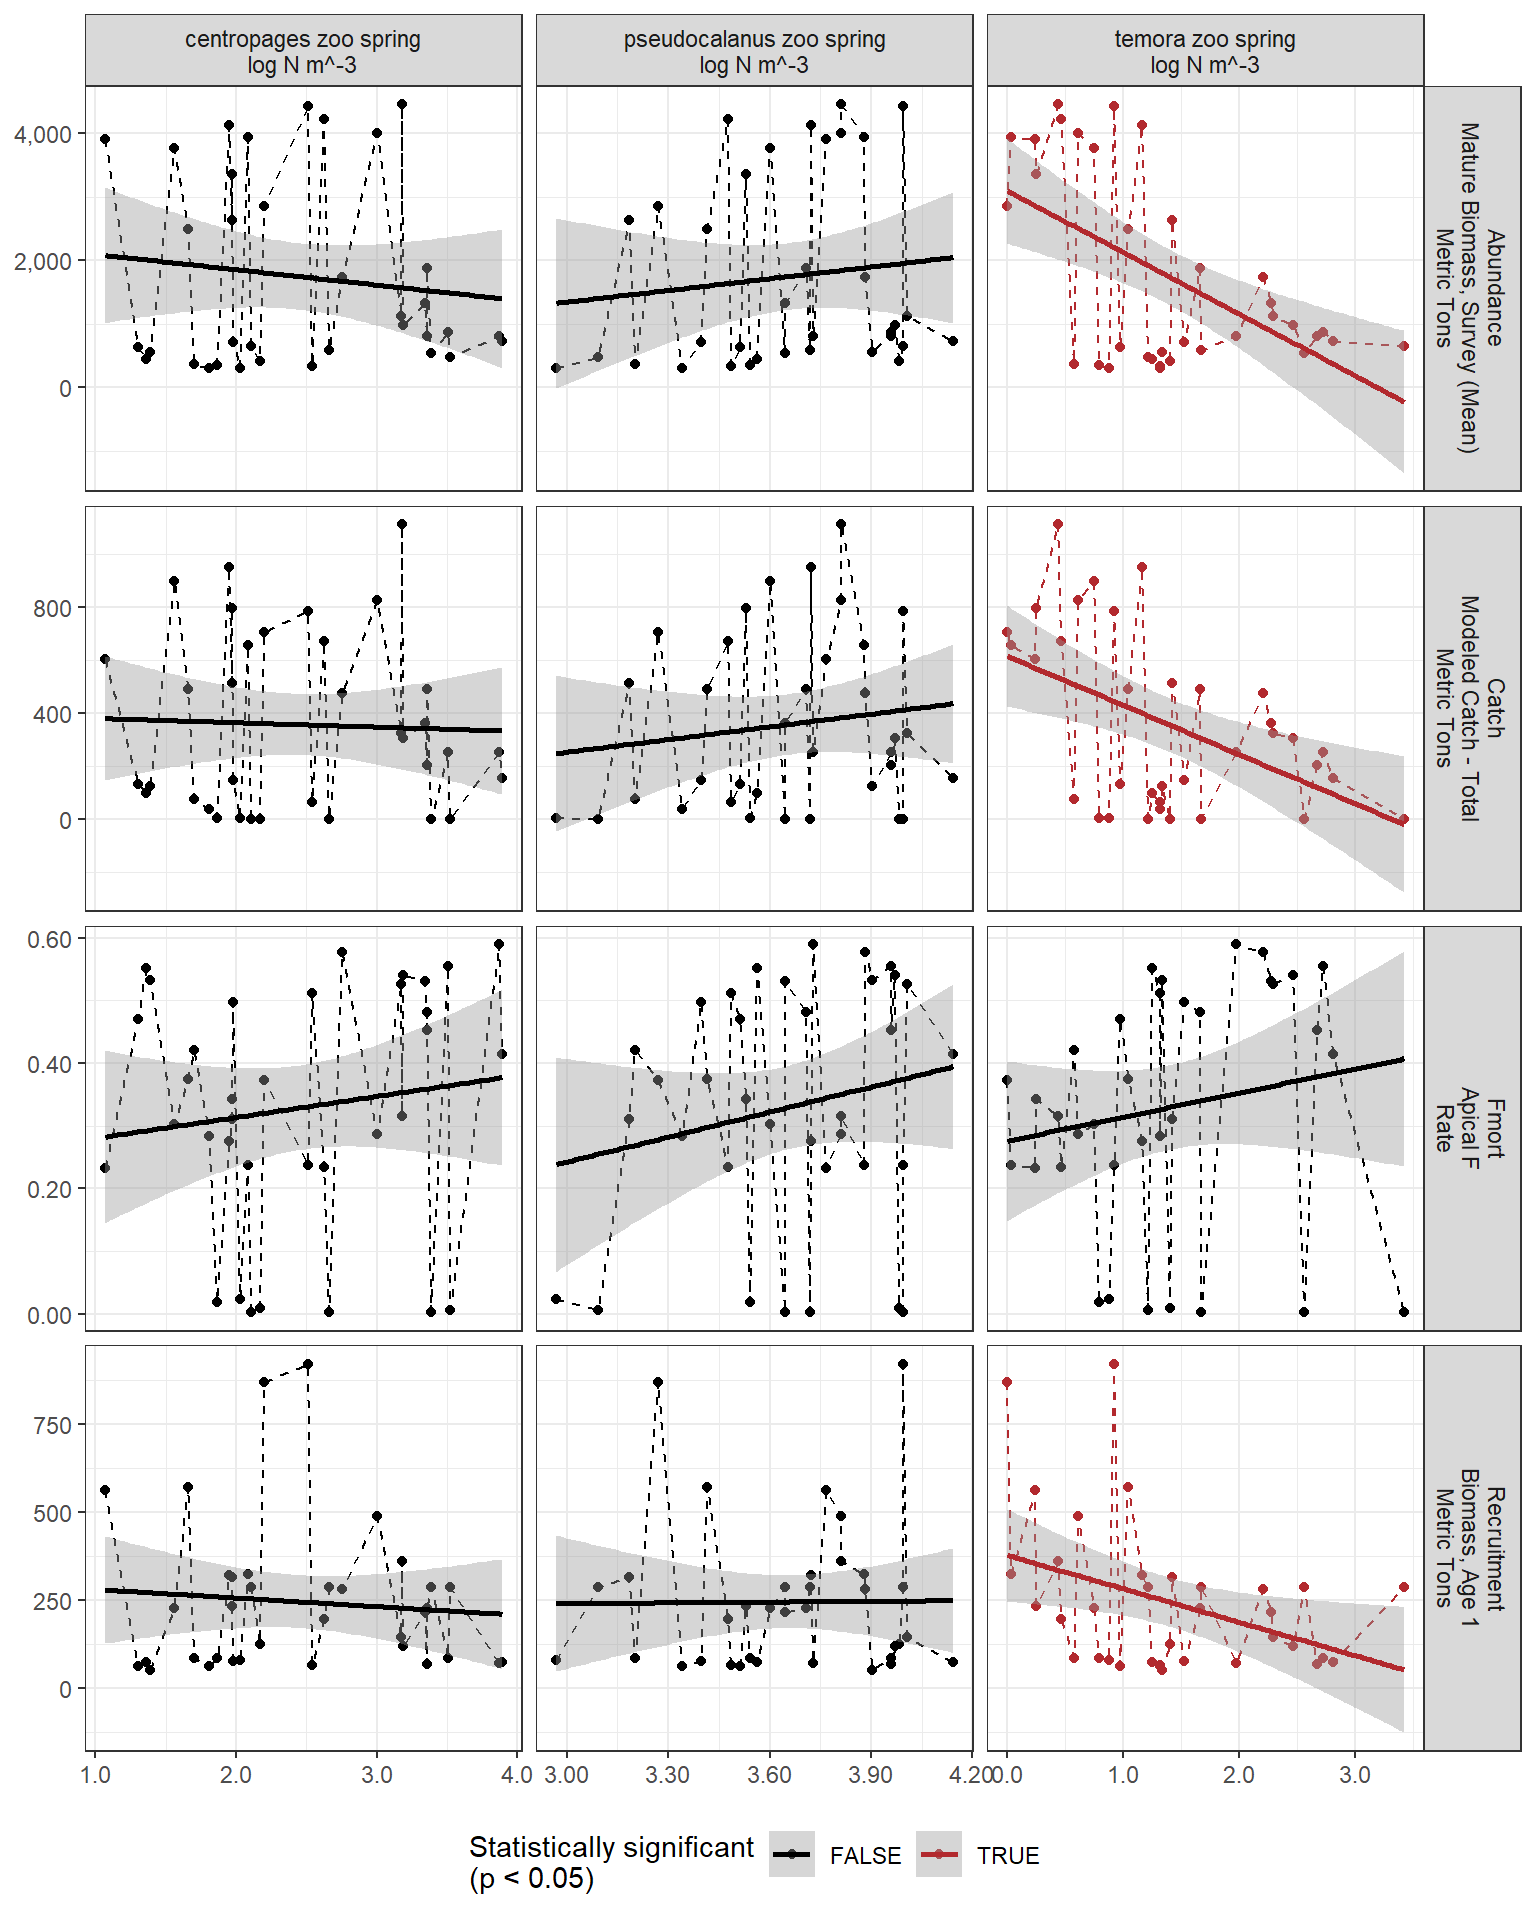 centropages zoo spring
log N m^-3
pseudocalanus zoo spring
log N m^-3
temora zoo spring
log N m^-3
4,000
2,000
0
Abundance
Mature Biomass, Survey (Mean)
Metric Tons
800
400
0
Catch
Modeled Catch - Total
Metric Tons
0.60
0.40
0.20
0.00
Fmort
Apical F
Rate
750
500
250
0
Recruitment
Biomass, Age 1
Metric Tons
1.0 2.0 3.0 4.0 3.00 3.30 3.60 3.90 4.20 0.0 1.0 2.0 3.0
Statistically significant
(p < 0.05)
FALSE TRUE